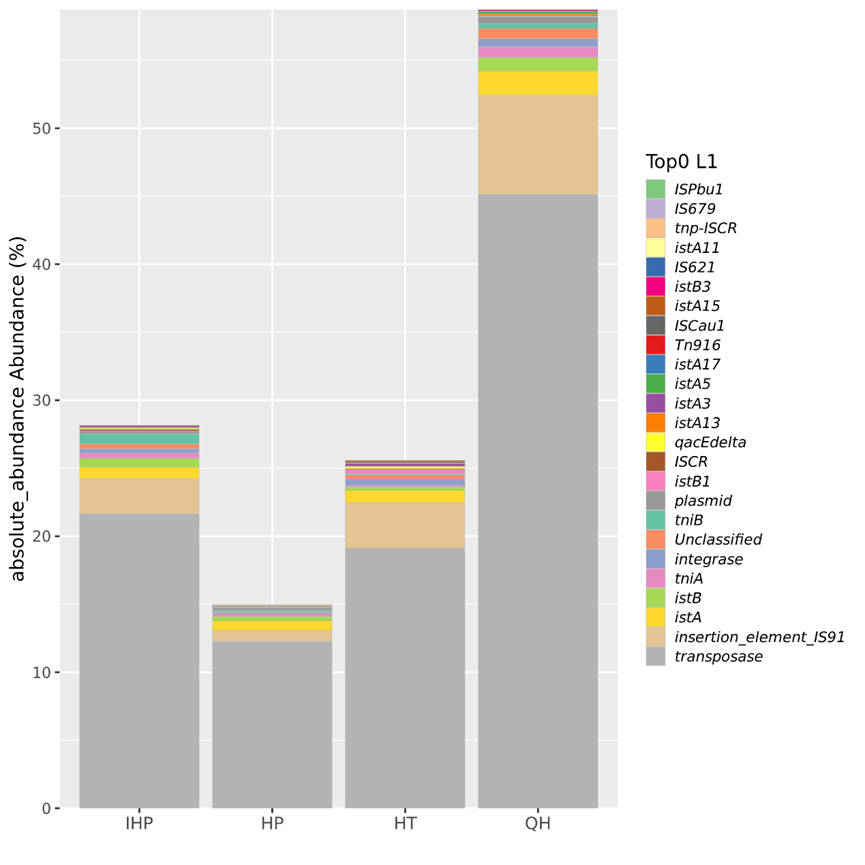 absolute_abundance Abundance (%)
50
40
30
20
10
0
IHP
HP
HT
QH
Top0 L1
ISPbu1
IS679
tnp-ISCR
istA11
IS621
istB3
istA15
ISCau1
Tn916
istA17
istA5
istA3
istA13
qacEdelta
ISCR
istB1
plasmid
tniB
Unclassified
integrase
tniA
istB
istA
insertion_element_IS91
transposase